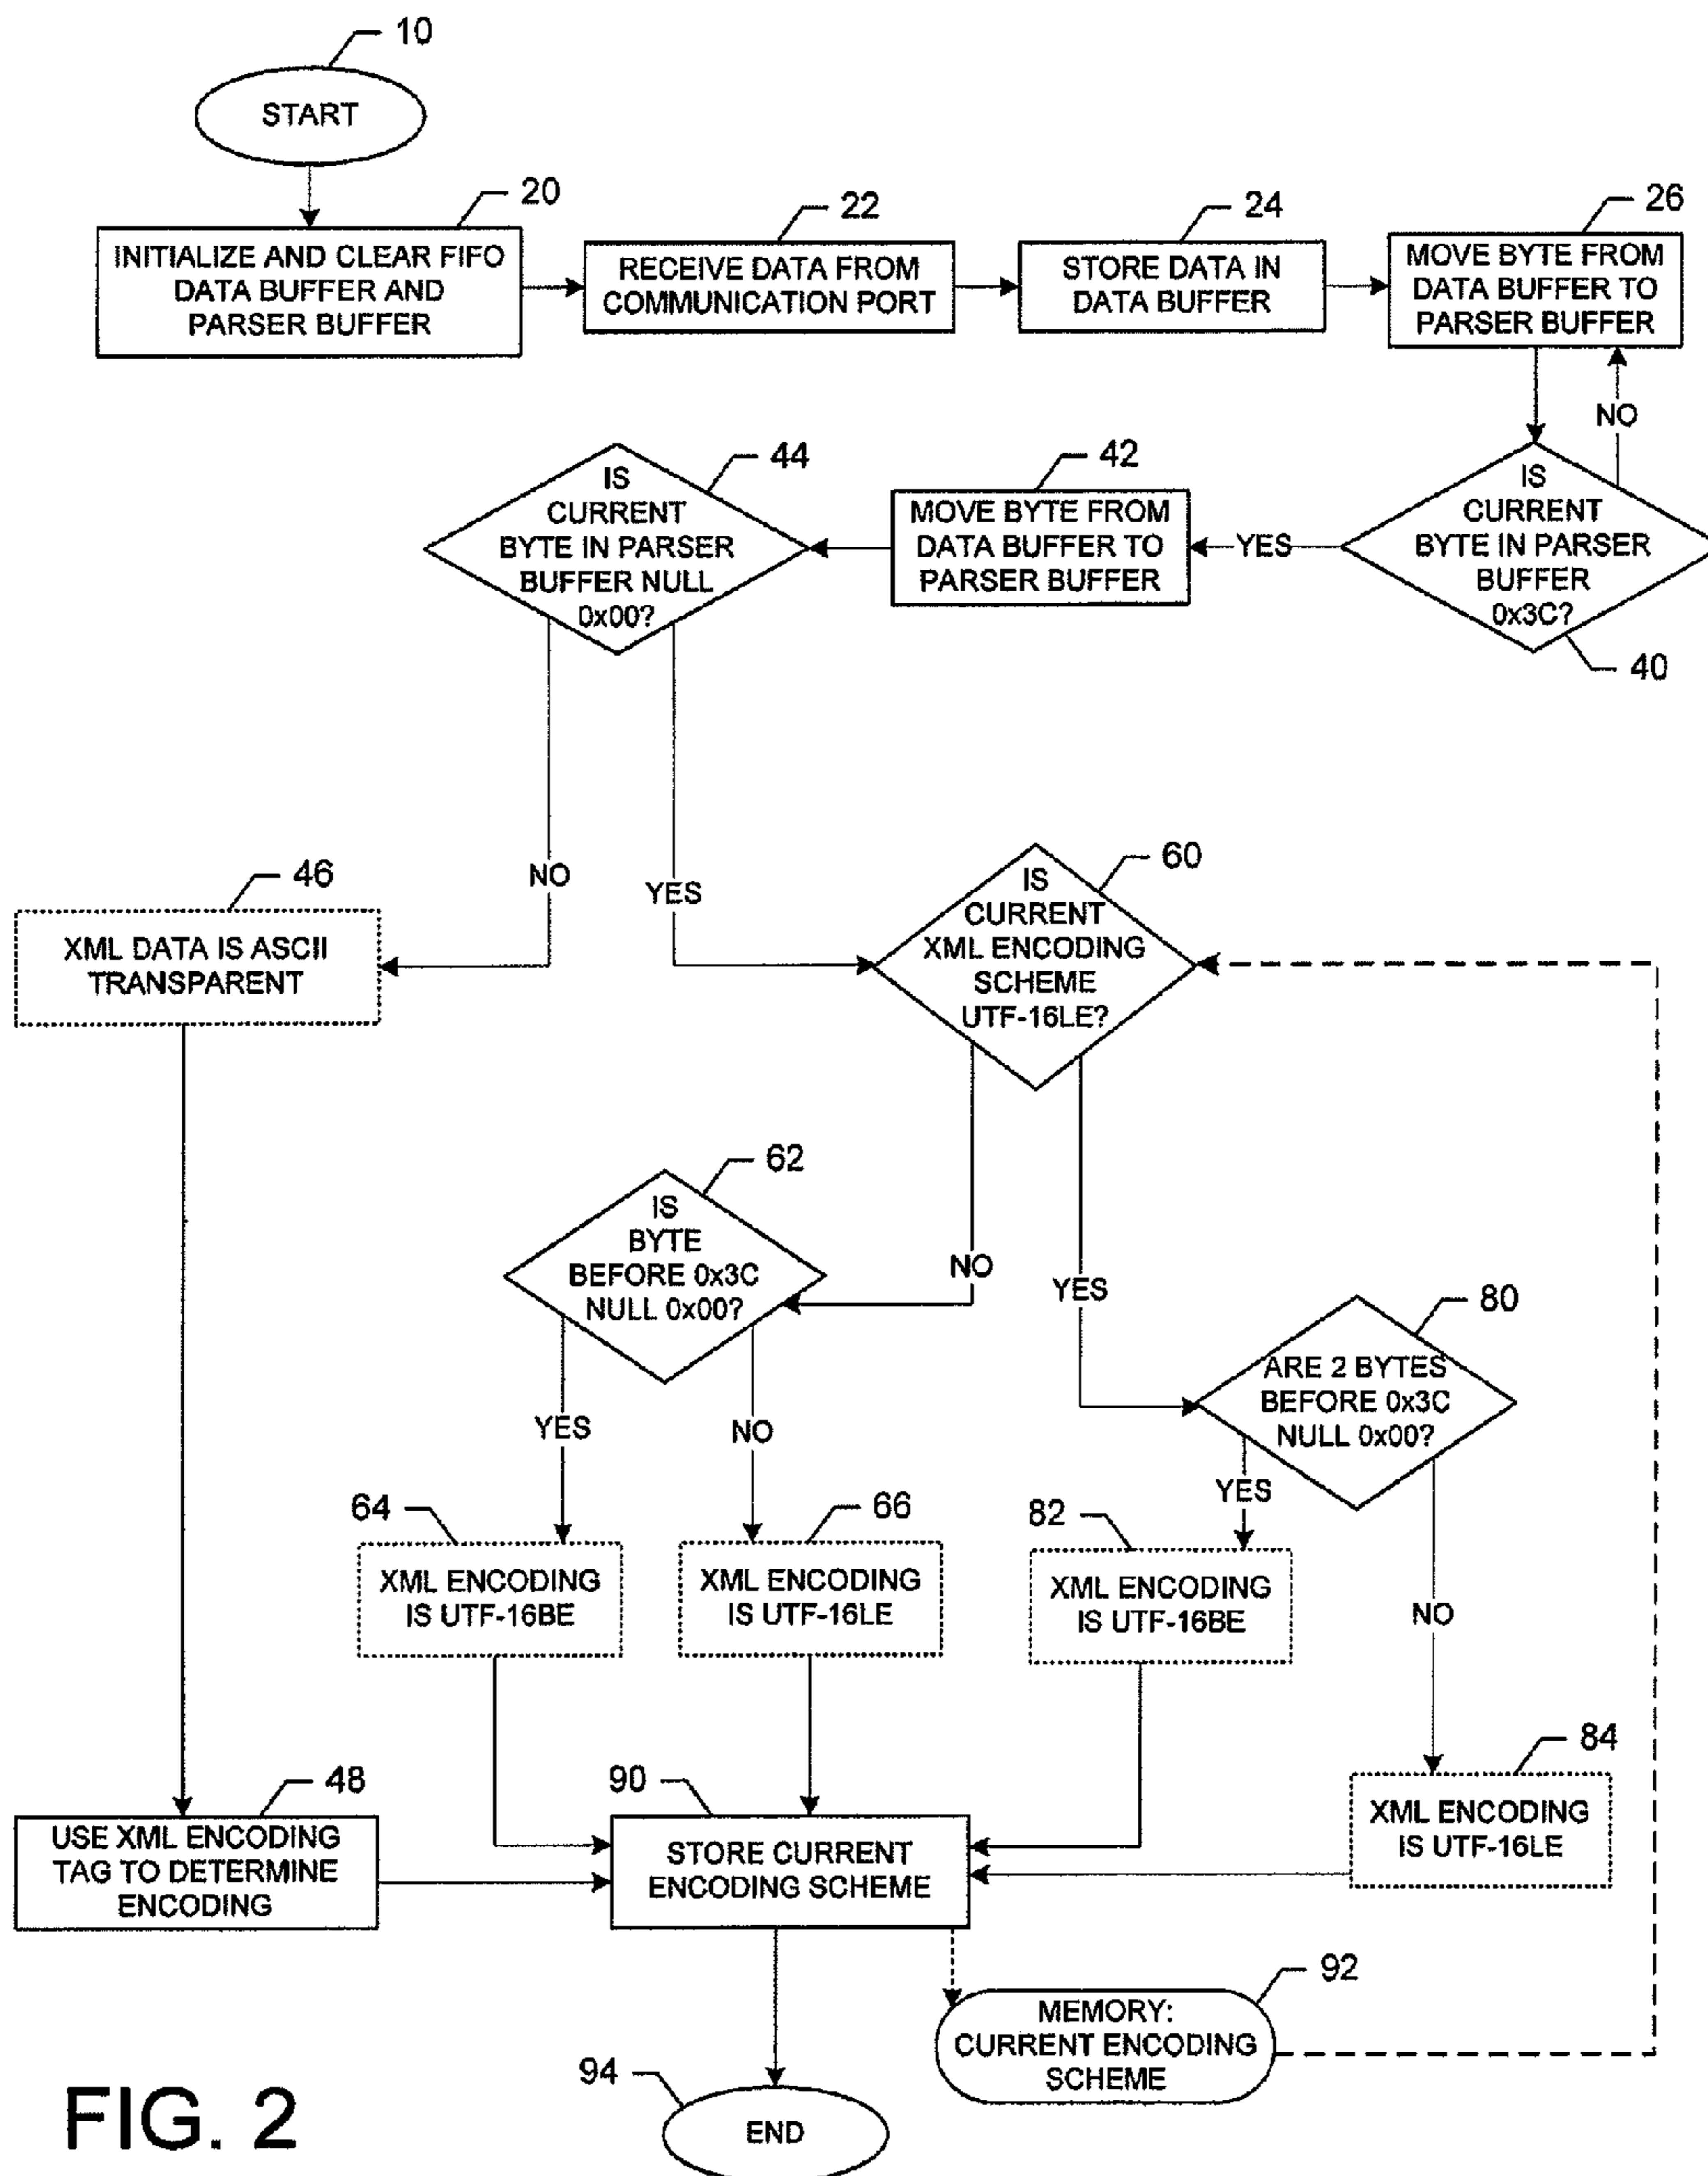 10
START
20
INITIALIZE AND CLEAR FIFO
DATA BUFFER AND
PARSER BUFFER
22
RECEIVE DATA FROM
COMMUNICATION PORT
24
STORE DATA IN
DATA BUFFER
26
MOVE BYTE FROM
DATA BUFFER TO
PARSER BUFFER
NO
IS
CURRENT
BYTE IN PARSER
BUFFER
0x3C?
40
YES
42
MOVE BYTE FROM
DATA BUFFER TO
PARSER BUFFER
44
IS
CURRENT
BYTE IN PARSER
BUFFER NULL
0x00?
NO
YES
46
XML DATA IS ASCII
TRANSPARENT
60
IS
CURRENT
XML ENCODING
SCHEME
UTF-16LE?
NO
YES
62
IS
BYTE
BEFORE 0x3C
NULL 0x00?
YES
NO
80
ARE 2 BYTES
BEFORE 0x3C
NULL 0x00?
YES
NO
64
XML ENCODING
IS UTF-16BE
66
XML ENCODING
IS UTF-16LE
82
XML ENCODING
IS UTF-16BE
84
XML ENCODING
IS UTF-16LE
48
USE XML ENCODING
TAG TO DETERMINE
ENCODING
90
STORE CURRENT
ENCODING SCHEME
92
MEMORY:
CURRENT ENCODING
SCHEME
94
END
FIG. 2